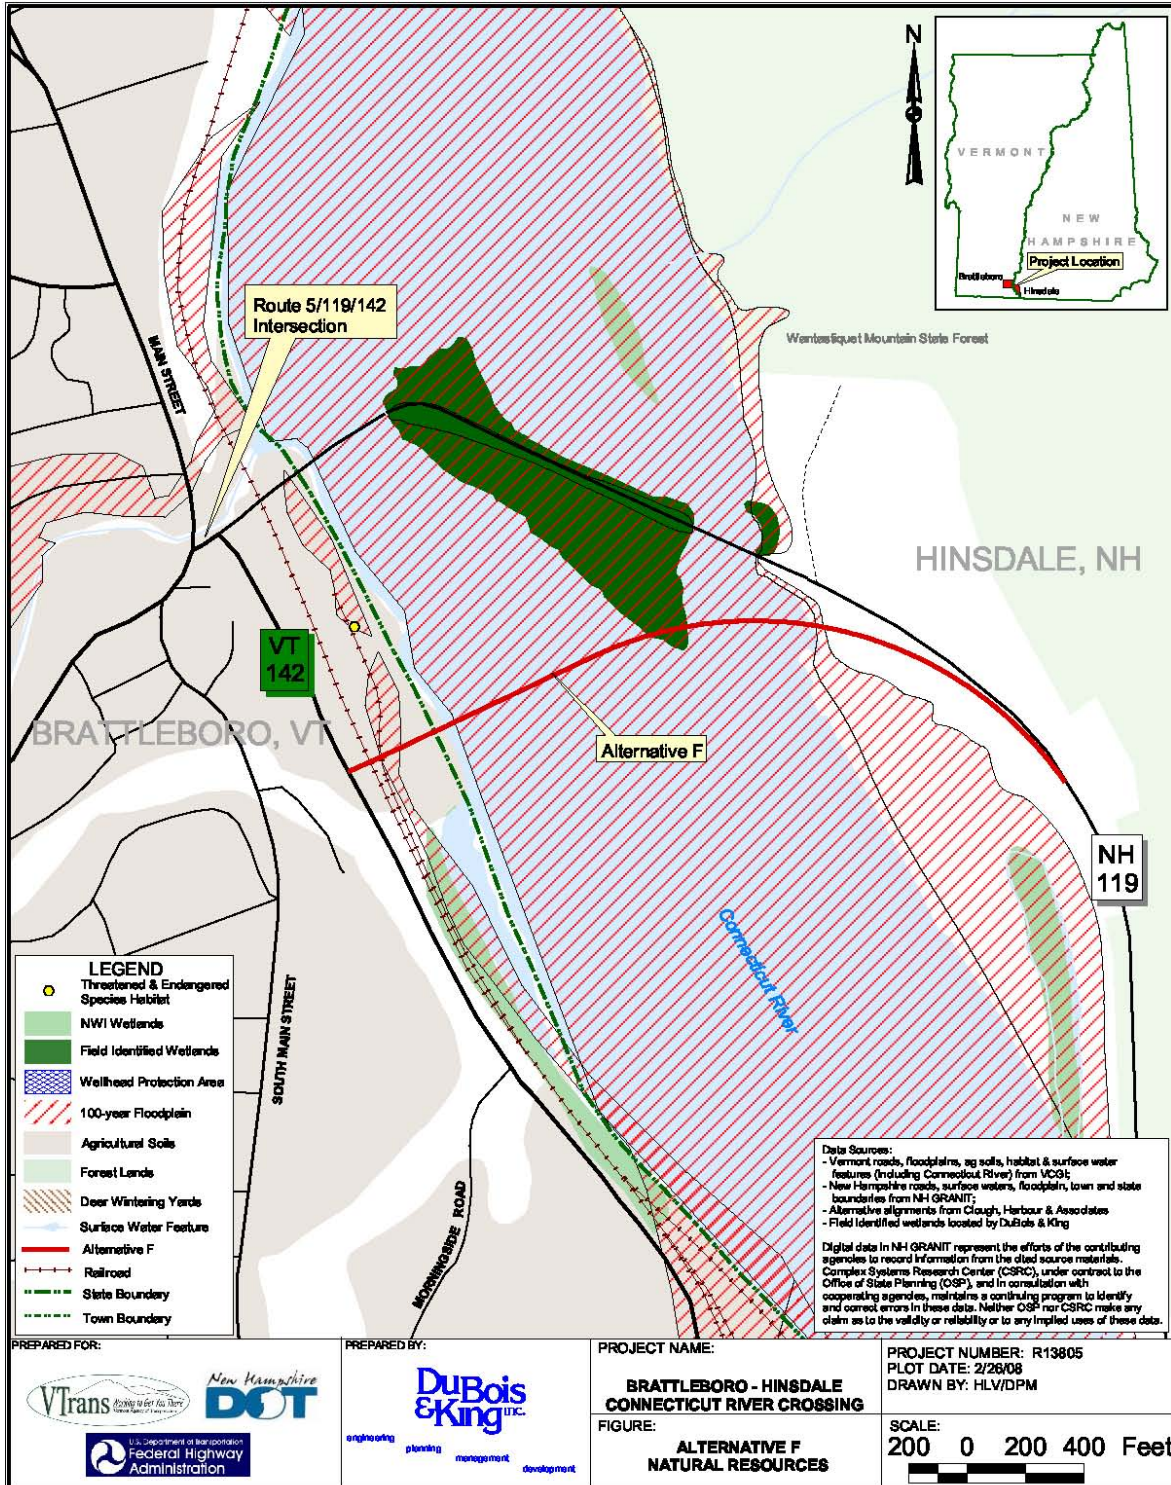 N
VERMONT
NEW
HAMPSHIRE
Project Location
Brattleboro
Hinsdale
Route 5/119/142
Intersection
MAIN STREET
Wantastiquet Mountain State Forest
HINSDALE, NH
VT
142
BRATTLEBORO, VT
Alternative F
NH
119
Connecticut River
SOUTH MAIN STREET
MORNINGSIDE ROAD
LEGEND
Threatened & Endangered
Species Habitat
NWI Wetlands
Field Identified Wetlands
Wellhead Protection Area
100-year Floodplain
Agricultural Soils
Forest Lands
Deer Wintering Yards
Surface Water Feature
Alternative F
Railroad
State Boundary
Town Boundary
Data Sources:
- Vermont roads, floodplains, ag soils, habitat & surface water
features (including Connecticut River) from VCGI;
- New Hampshire roads, surface waters, floodplain, town and state
boundaries from NH GRANIT;
- Alternative alignments from Clough, Harbour & Associates
- Field identified wetlands located by DuBois & King
Digital data in NH GRANIT represent the efforts of the contributing
agencies to record information from the cited source materials.
Complex Systems Research Center (CSRC), under contract to the
Office of State Planning (OSP), and in consultation with
cooperating agencies, maintains a continuing program to identify
and correct errors in these data. Neither OSP nor CSRC make any
claim as to the validity or reliability or to any implied uses of these data.
PREPARED FOR:
VTrans Working to Get You There
Vermont Agency of Transportation
New Hampshire
DOT
U.S. Department of Transportation
Federal Highway
Administration
PREPARED BY:
DuBois
&King INC.
engineering
planning
management
development
PROJECT NAME:
BRATTLEBORO - HINSDALE
CONNECTICUT RIVER CROSSING
FIGURE:
ALTERNATIVE F
NATURAL RESOURCES
PROJECT NUMBER: R13805
PLOT DATE: 2/26/08
DRAWN BY: HLV/DPM
SCALE:
200 0 200 400 Feet